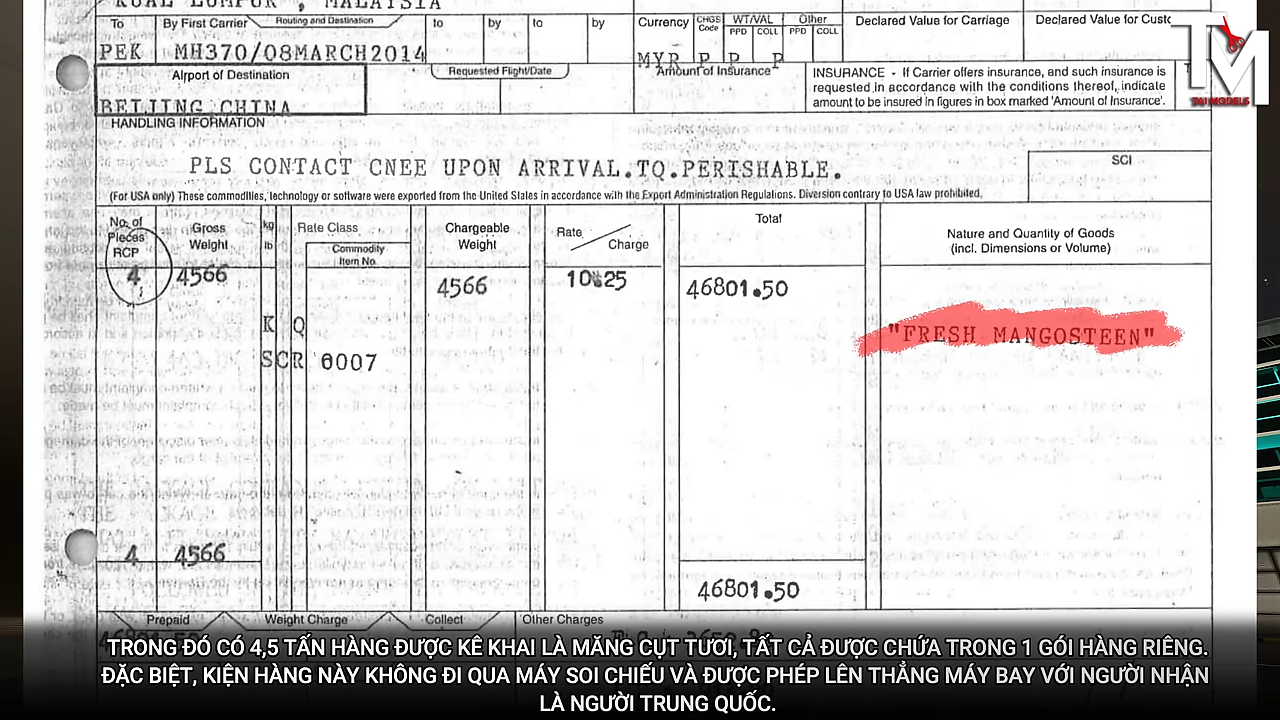 KUAL LUMPUR , MALAYSIA
To By First Carrier Routing and Destination to by to by Currency CHGS Code WT/VAL Other Declared Value for Carriage Declared Value for Custo
PPD COLL PPD COLL
PEK MH370/08MARCH2014 MYR P P P
Airport of Destination Requested Flight/Date Amount of Insurance
INSURANCE - If Carrier offers insurance, and such insurance is
requested in accordance with the conditions thereof, indicate
amount to be insured in figures in box marked 'Amount of Insurance'.
BEIJING CHINA
HANDLING INFORMATION
PLS CONTACT CNEE UPON ARRIVAL.TQ.PERISHABLE.
SCI
(For USA only) These commodities, technology or software were exported from the United States in accordance with the Export Administration Regulations. Diversion contrary to USA law prohibited.
No. of Pieces RCP Gross Weight kg lb Rate Class Commodity Item No. Chargeable Weight Rate Charge Total Nature and Quantity of Goods (incl. Dimensions or Volume)
4 4566 4566 10.25 46801.50
K Q "FRESH MANGOSTEEN"
SCR 6007
4 4566
46801.50
Prepaid Weight Charge Collect Other Charges
TRONG ĐÓ CÓ 4,5 TẤN HÀNG ĐƯỢC KÊ KHAI LÀ MĂNG CỤT TƯƠI, TẤT CẢ ĐƯỢC CHỨA TRONG 1 GÓI HÀNG RIÊNG.
ĐẶC BIỆT, KIỆN HÀNG NÀY KHÔNG ĐI QUA MÁY SOI CHIẾU VÀ ĐƯỢC PHÉP LÊN THẲNG MÁY BAY VỚI NGƯỜI NHẬN
LÀ NGƯỜI TRUNG QUỐC.
TM
TMI MODELS